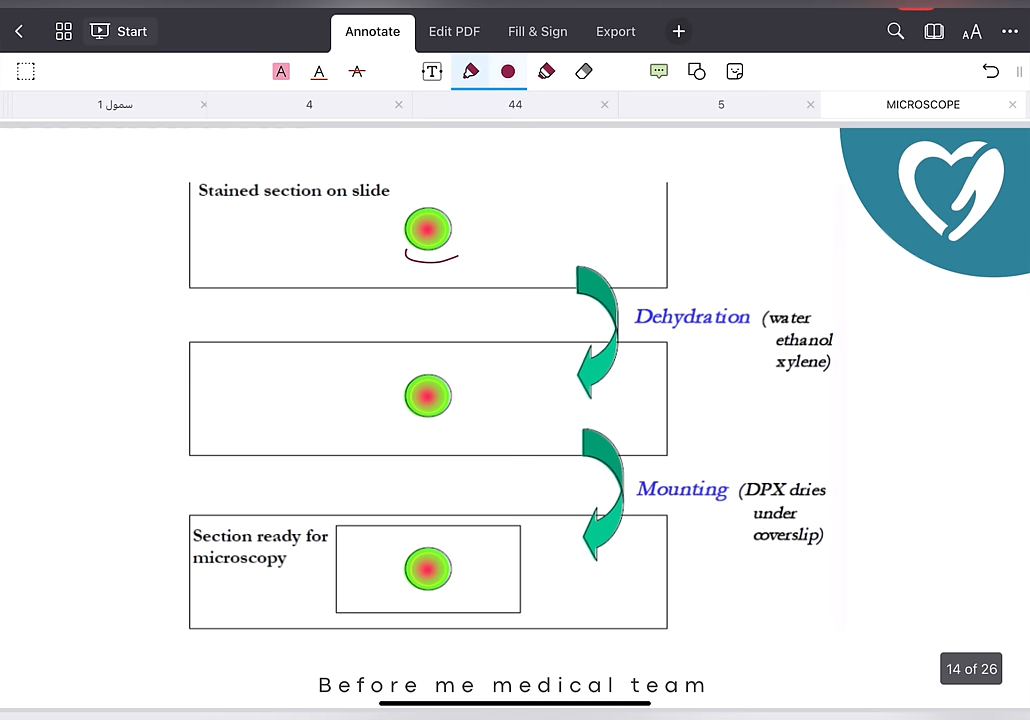 Start
Annotate
Edit PDF
Fill & Sign
Export
+
AA
A
A
A
T
سمول 1
4
44
5
MICROSCOPE
Stained section on slide
Dehydration (water
ethanol
xylene)
Mounting (DPX dries
under
coverslip)
Section ready for
microscopy
14 of 26
Before me medical team